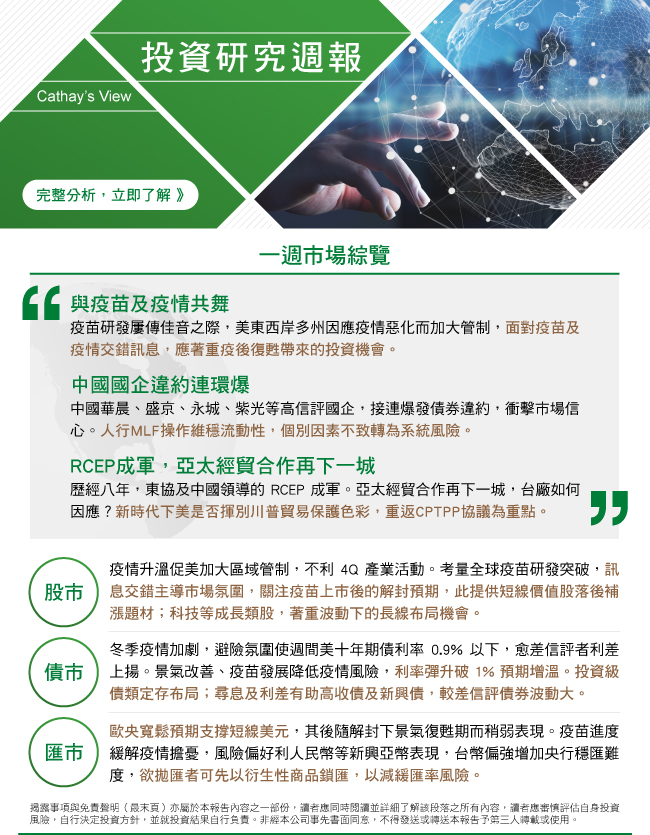 投資研究週報
Cathay's View
完整分析，立即了解 》
一週市場綜覽
與疫苗及疫情共舞
疫苗研發屢傳佳音之際，美東西岸多州因應疫情惡化而加大管制，面對疫苗及
疫情交錯訊息，應著重疫後復甦帶來的投資機會。
中國國企違約連環爆
中國華晨、盛京、永城、紫光等高信評國企，接連爆發債券違約，衝擊市場信
心。人行MLF操作維穩流動性，個別因素不致轉為系統風險。
RCEP成軍，亞太經貿合作再下一城
歷經八年，東協及中國領導的 RCEP 成軍。亞太經貿合作再下一城，台廠如何
因應？新時代下美是否揮別川普貿易保護色彩，重返CPTPP協議為重點。
股市
疫情升溫促美加大區域管制，不利 4Q 產業活動。考量全球疫苗研發突破，訊
息交錯主導市場氛圍，關注疫苗上市後的解封預期，此提供短線價值股落後補
漲題材；科技等成長類股，著重波動下的長線布局機會。
債市
冬季疫情加劇，避險氛圍使週間美十年期債利率 0.9% 以下，愈差信評者利差
上揚。景氣改善、疫苗發展降低疫情風險，利率彈升破 1% 預期增溫。投資級
債類定存布局；尋息及利差有助高收債及新興債，較差信評債券波動大。
匯市
歐央寬鬆預期支撐短線美元，其後隨解封下景氣復甦期而稍弱表現。疫苗進度
緩解疫情擔憂，風險偏好利人民幣等新興亞幣表現，台幣偏強增加央行穩匯難
度，欲拋匯者可先以衍生性商品鎖匯，以減緩匯率風險。
揭露事項與免責聲明（最末頁）亦屬於本報告內容之一部份，讀者應同時閱讀並詳細了解該段落之所有內容，讀者應審慎評估自身投資
風險，自行決定投資方針，並就投資結果自行負責。非經本公司事先書面同意，不得發送或轉送本報告予第三人轉載或使用。